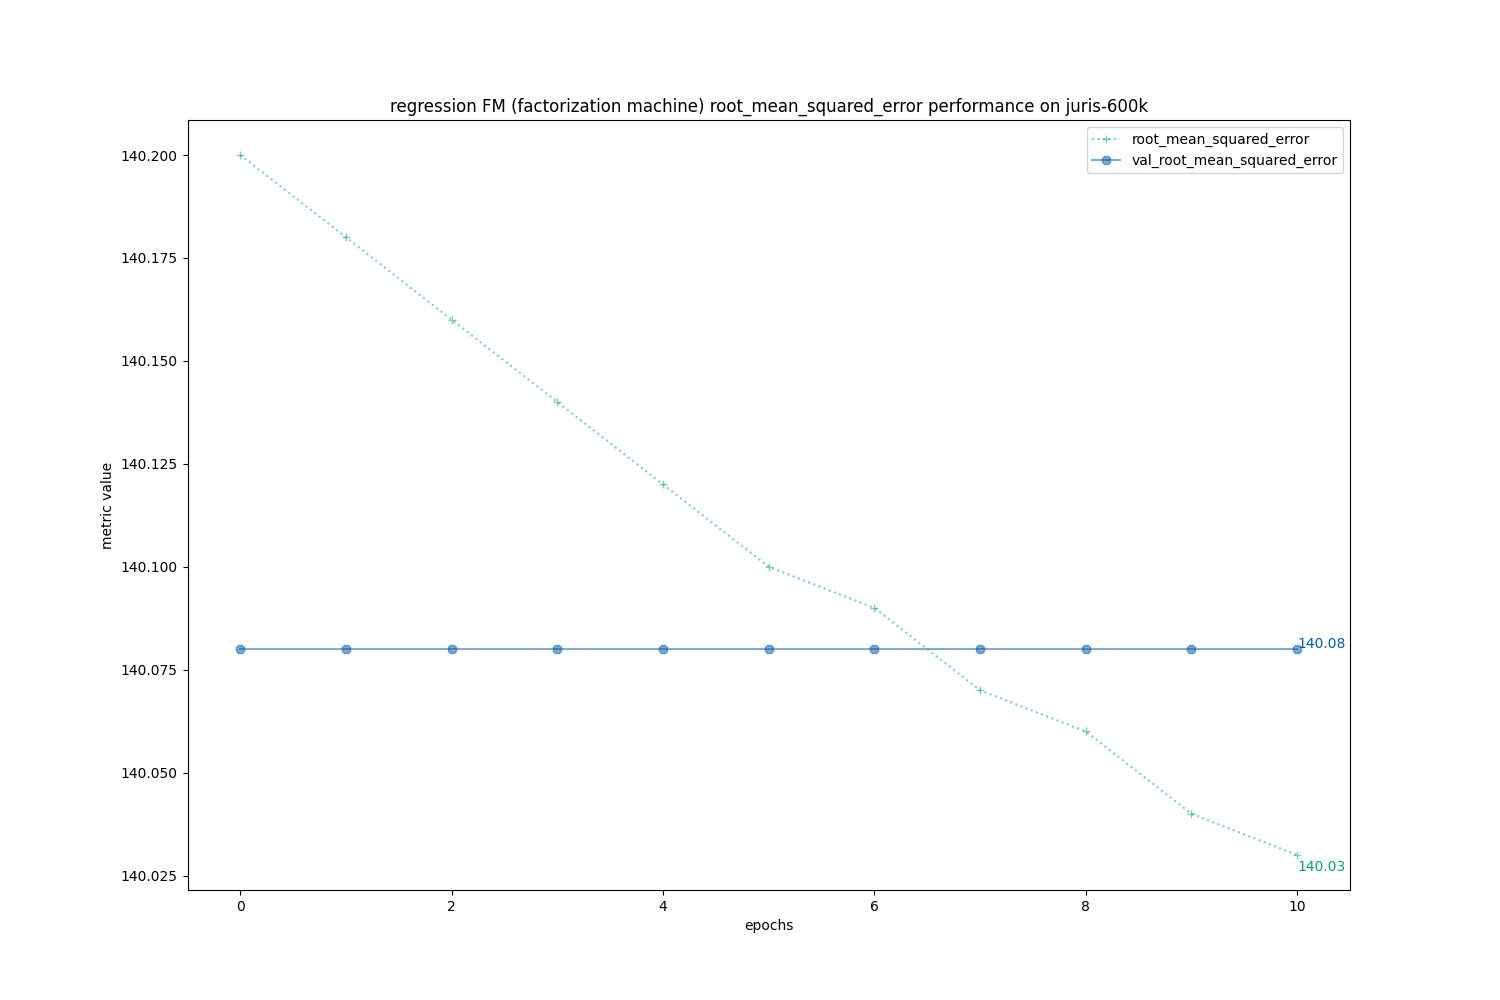 regression FM (factorization machine) root_mean_squared_error performance on juris-600k
root_mean_squared_error
val_root_mean_squared_error
140.200
140.175
140.150
140.125
140.100
140.075
140.050
140.025
metric value
140.08
140.03
0 2 4 6 8 10
epochs